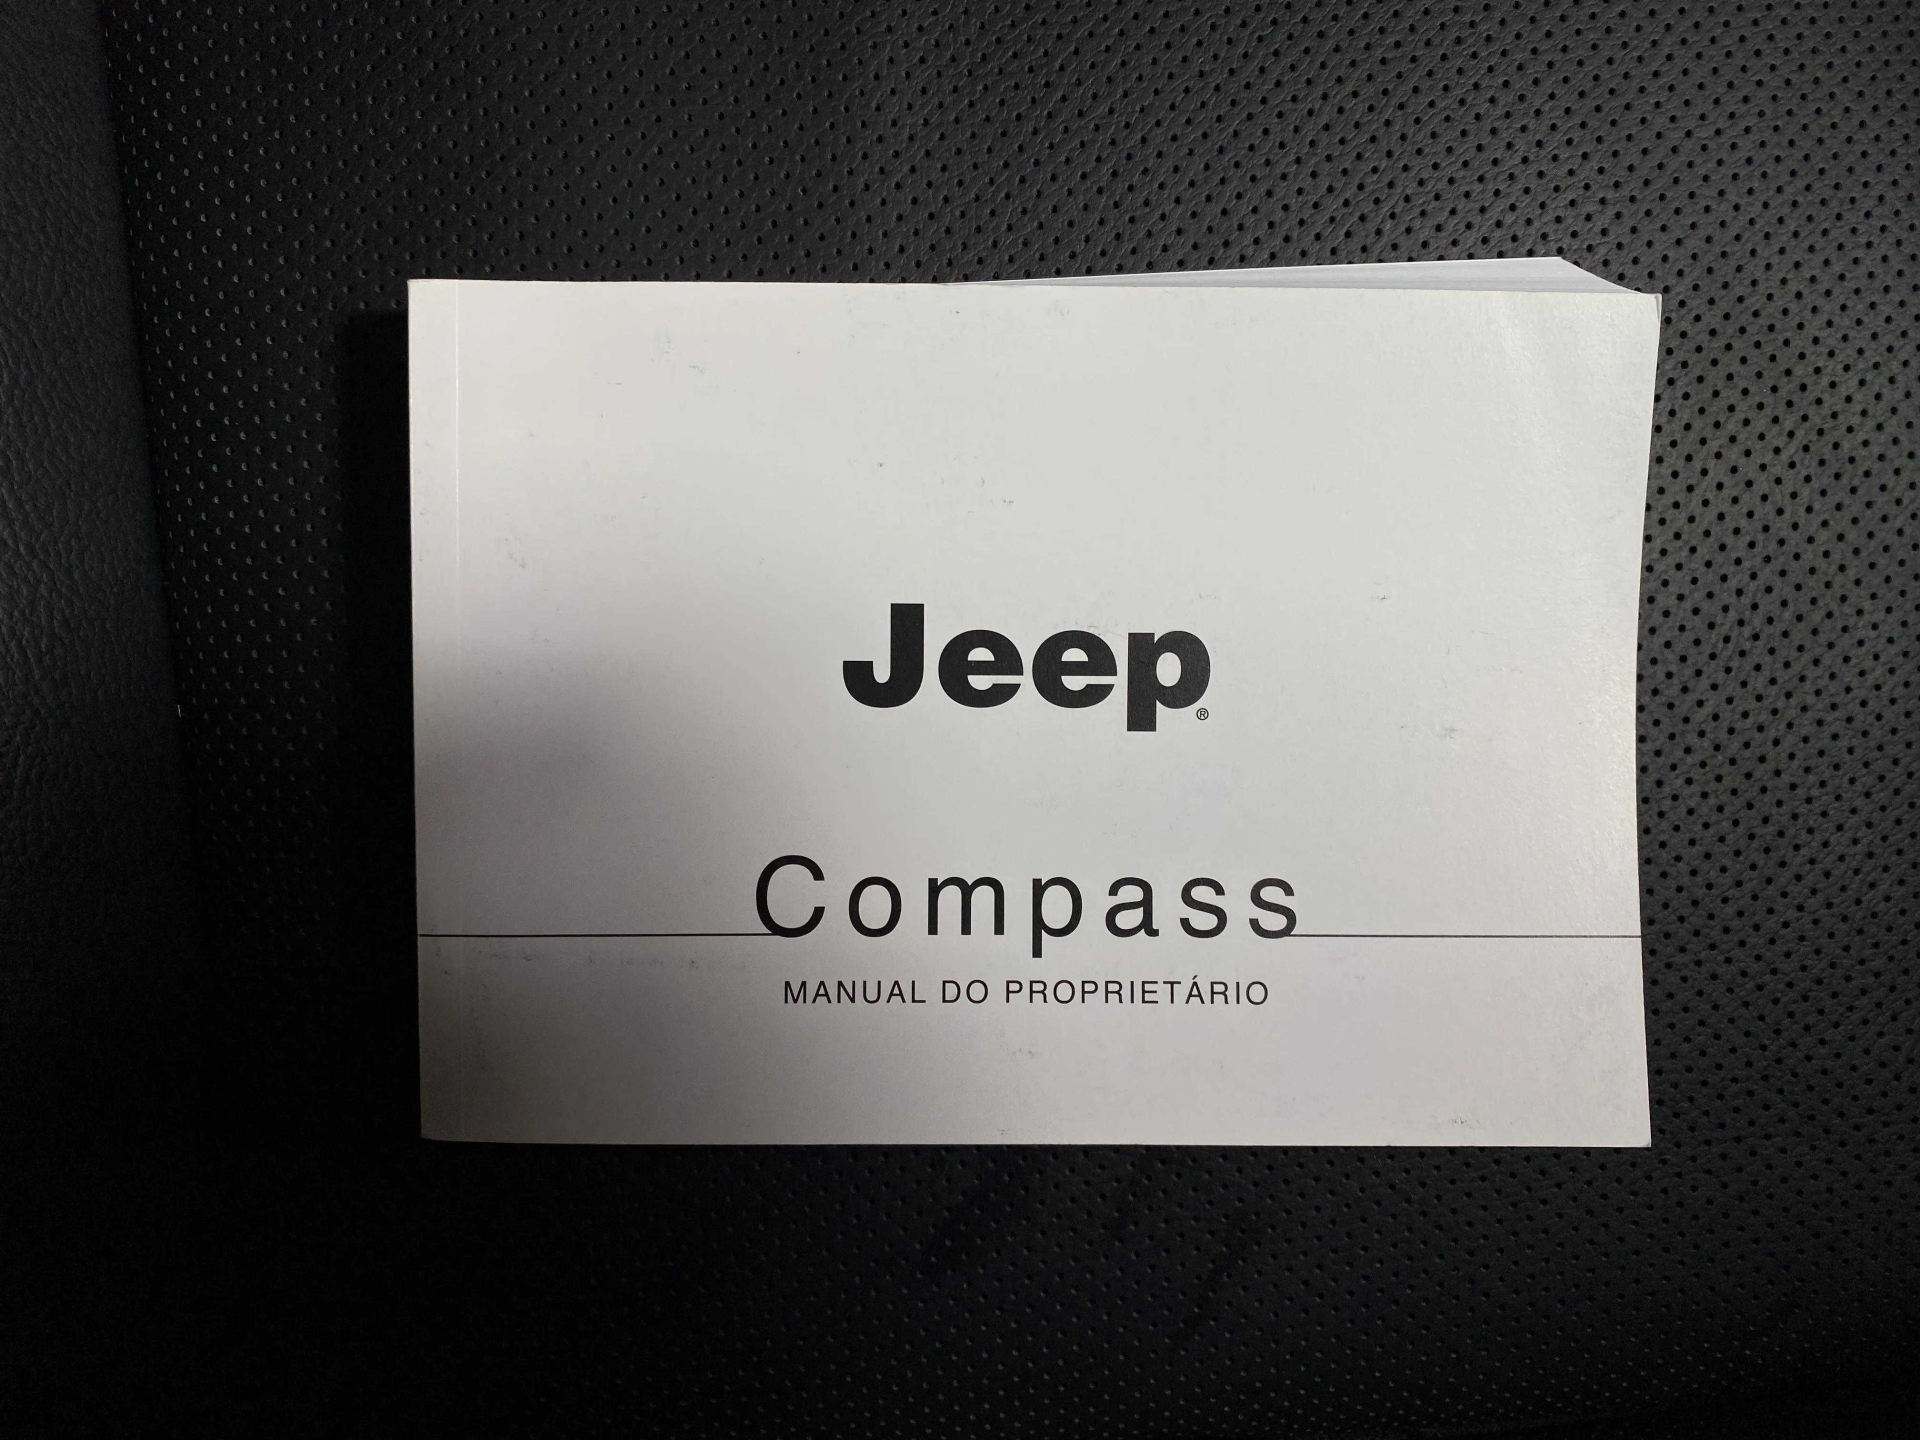 Jeep®
Compass
MANUAL DO PROPRIETÁRIO